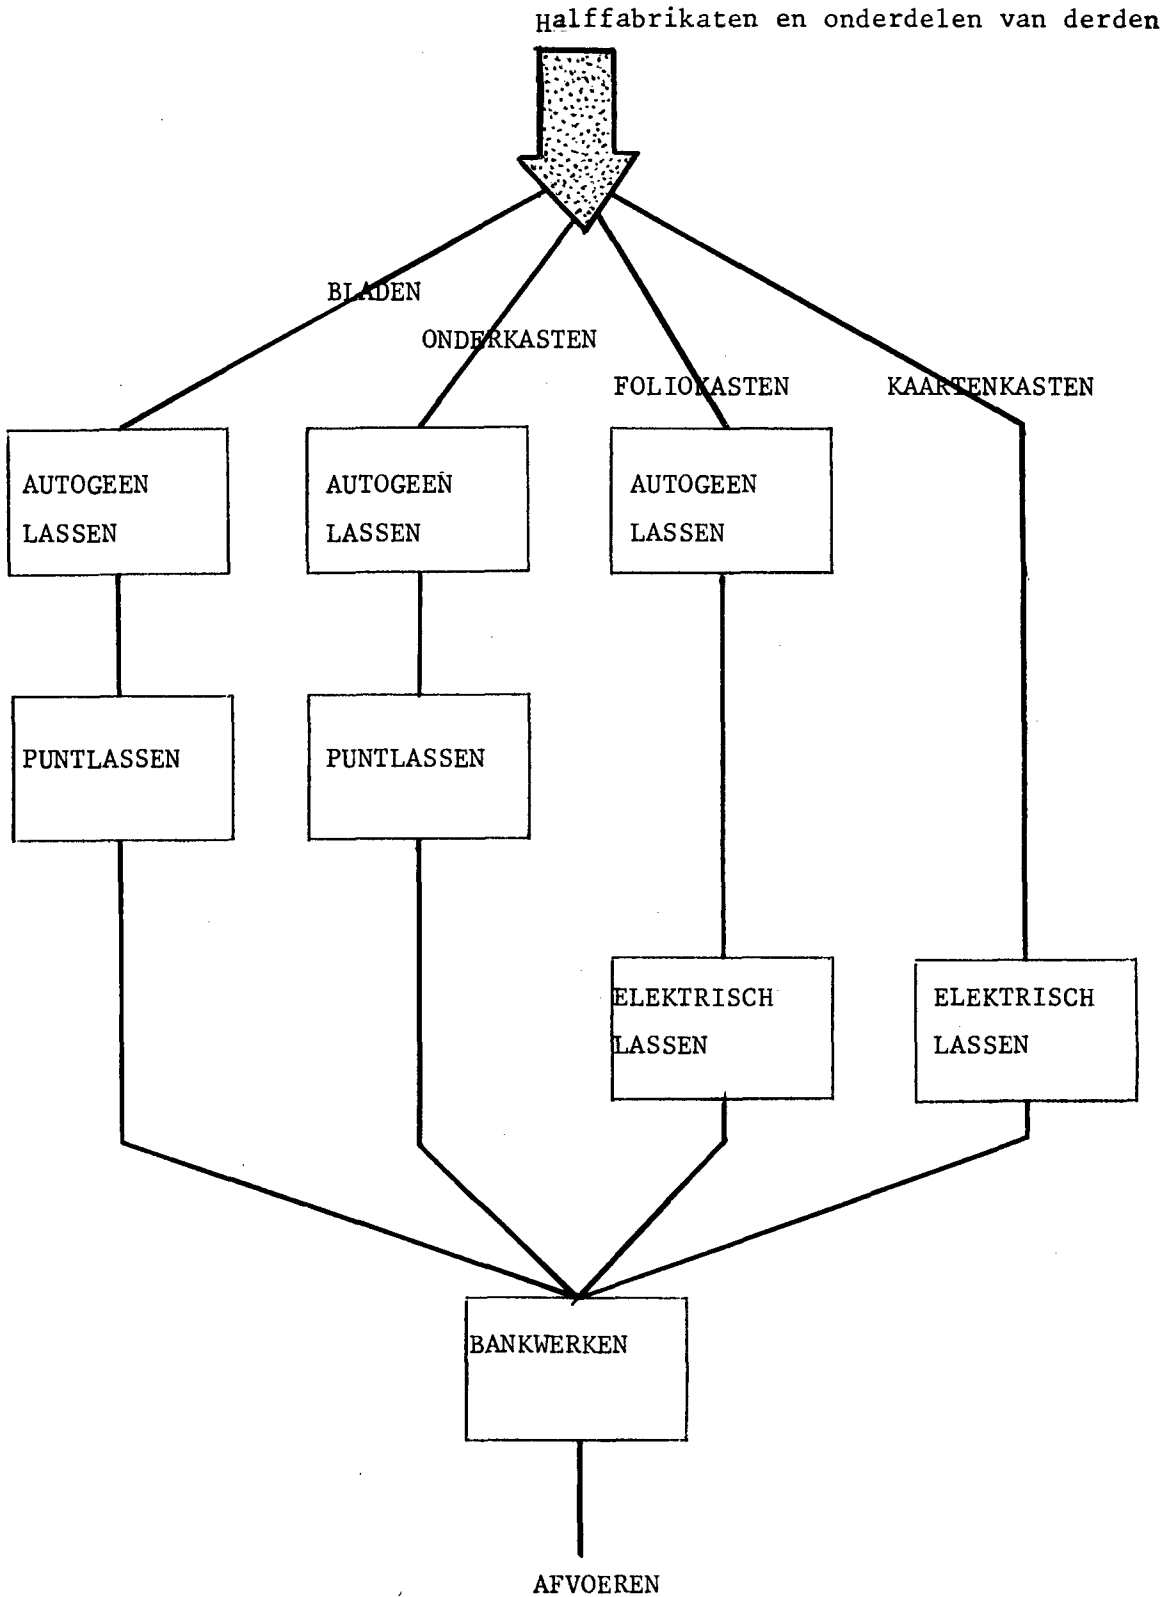 Halffabrikaten en onderdelen van derden
BLADEN
ONDERKASTEN
FOLIOKASTEN
KAARTENKASTEN
AUTOGEEN
LASSEN
AUTOGEEN
LASSEN
AUTOGEEN
LASSEN
PUNTLASSEN
PUNTLASSEN
ELEKTRISCH
LASSEN
ELEKTRISCH
LASSEN
BANKWERKEN
AFVOEREN